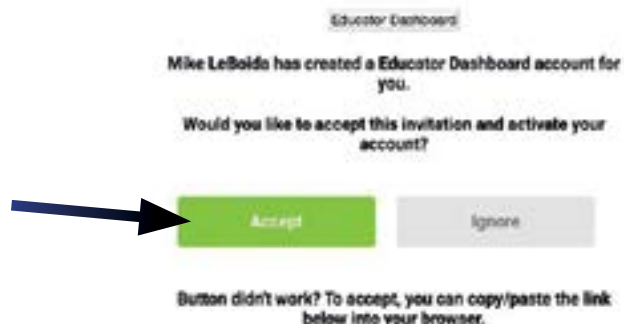 Educator Dashboard
Mike LeBoida has created a Educator Dashboard account for
you.
Would you like to accept this invitation and activate your
account?
Accept
Ignore
Button didn't work? To accept, you can copy/paste the link
below into your browser.